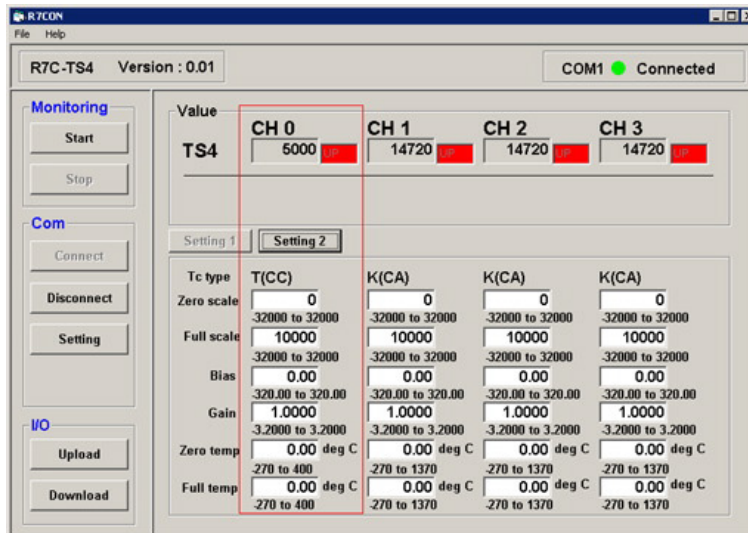 R7CON
File Help
R7C-TS4 Version : 0.01
COM1 Connected
Monitoring
Start
Stop
Com
Connect
Disconnect
Setting
I/O
Upload
Download
Value
CH 0 CH 1 CH 2 CH 3
TS4 5000 UP 14720 UP 14720 UP 14720 UP
Setting 1 Setting 2
Tc type T(CC) K(CA) K(CA) K(CA)
Zero scale 0 0 0 0
-32000 to 32000 -32000 to 32000 -32000 to 32000 -32000 to 32000
Full scale 10000 10000 10000 10000
-32000 to 32000 -32000 to 32000 -32000 to 32000 -32000 to 32000
Bias 0.00 0.00 0.00 0.00
-320.00 to 320.00 -320.00 to 320.00 -320.00 to 320.00 -320.00 to 320.00
Gain 1.0000 1.0000 1.0000 1.0000
-3.2000 to 3.2000 -3.2000 to 3.2000 -3.2000 to 3.2000 -3.2000 to 3.2000
Zero temp 0.00 deg C 0.00 deg C 0.00 deg C 0.00 deg C
-270 to 400 -270 to 1370 -270 to 1370 -270 to 1370
Full temp 0.00 deg C 0.00 deg C 0.00 deg C 0.00 deg C
-270 to 400 -270 to 1370 -270 to 1370 -270 to 1370